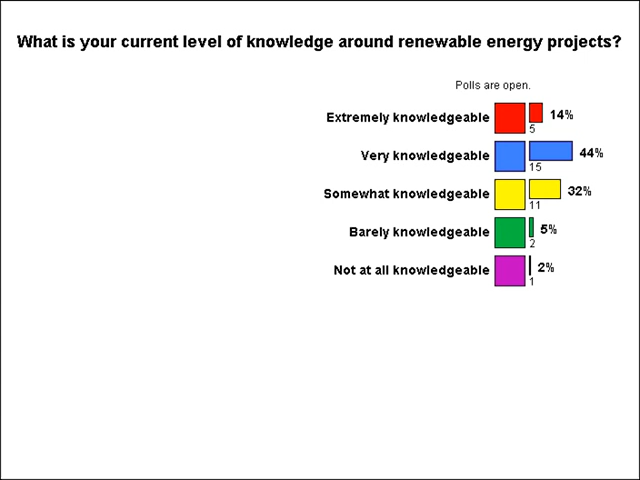 What is your current level of knowledge around renewable energy projects?
Polls are open.
Extremely knowledgeable 14%
5
Very knowledgeable 44%
15
Somewhat knowledgeable 32%
11
Barely knowledgeable 5%
2
Not at all knowledgeable 2%
1